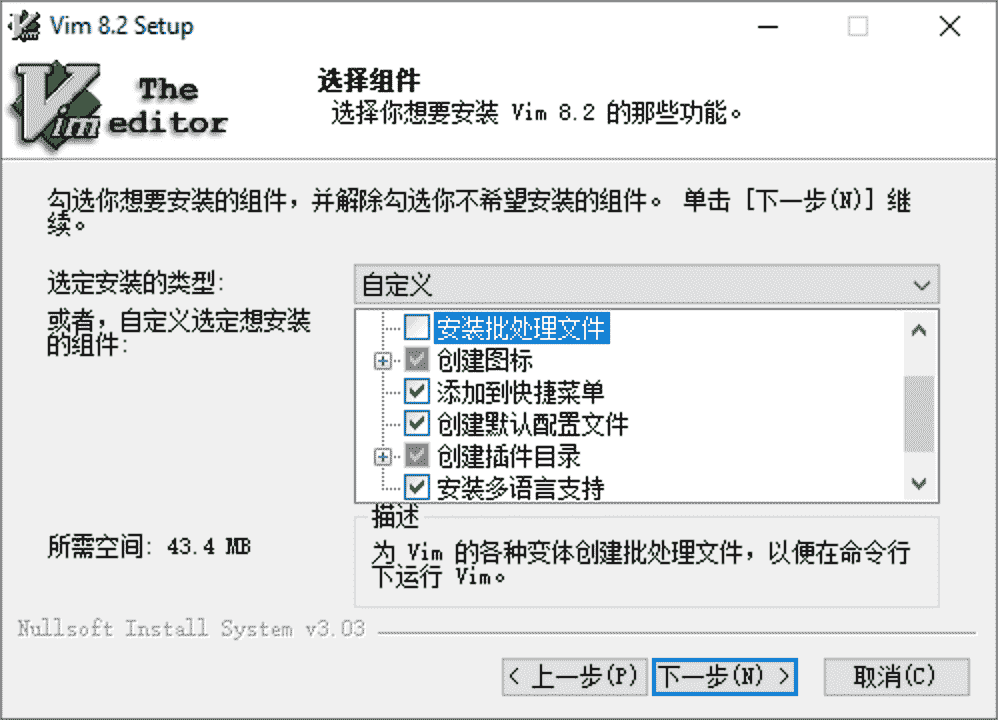 Vim 8.2 Setup
Vim The editor
选择组件
选择你想要安装 Vim 8.2 的那些功能。
勾选你想要安装的组件，并解除勾选你不希望安装的组件。 单击 [下一步(N)] 继
续。
选定安装的类型:
自定义
或者，自定义选定想安装
的组件:
安装批处理文件
创建图标
添加到快捷菜单
创建默认配置文件
创建插件目录
安装多语言支持
所需空间: 43.4 MB
描述
为 Vim 的各种变体创建批处理文件，以便在命令行
下运行 Vim。
Nullsoft Install System v3.03
< 上一步(P) 下一步(N) > 取消(C)